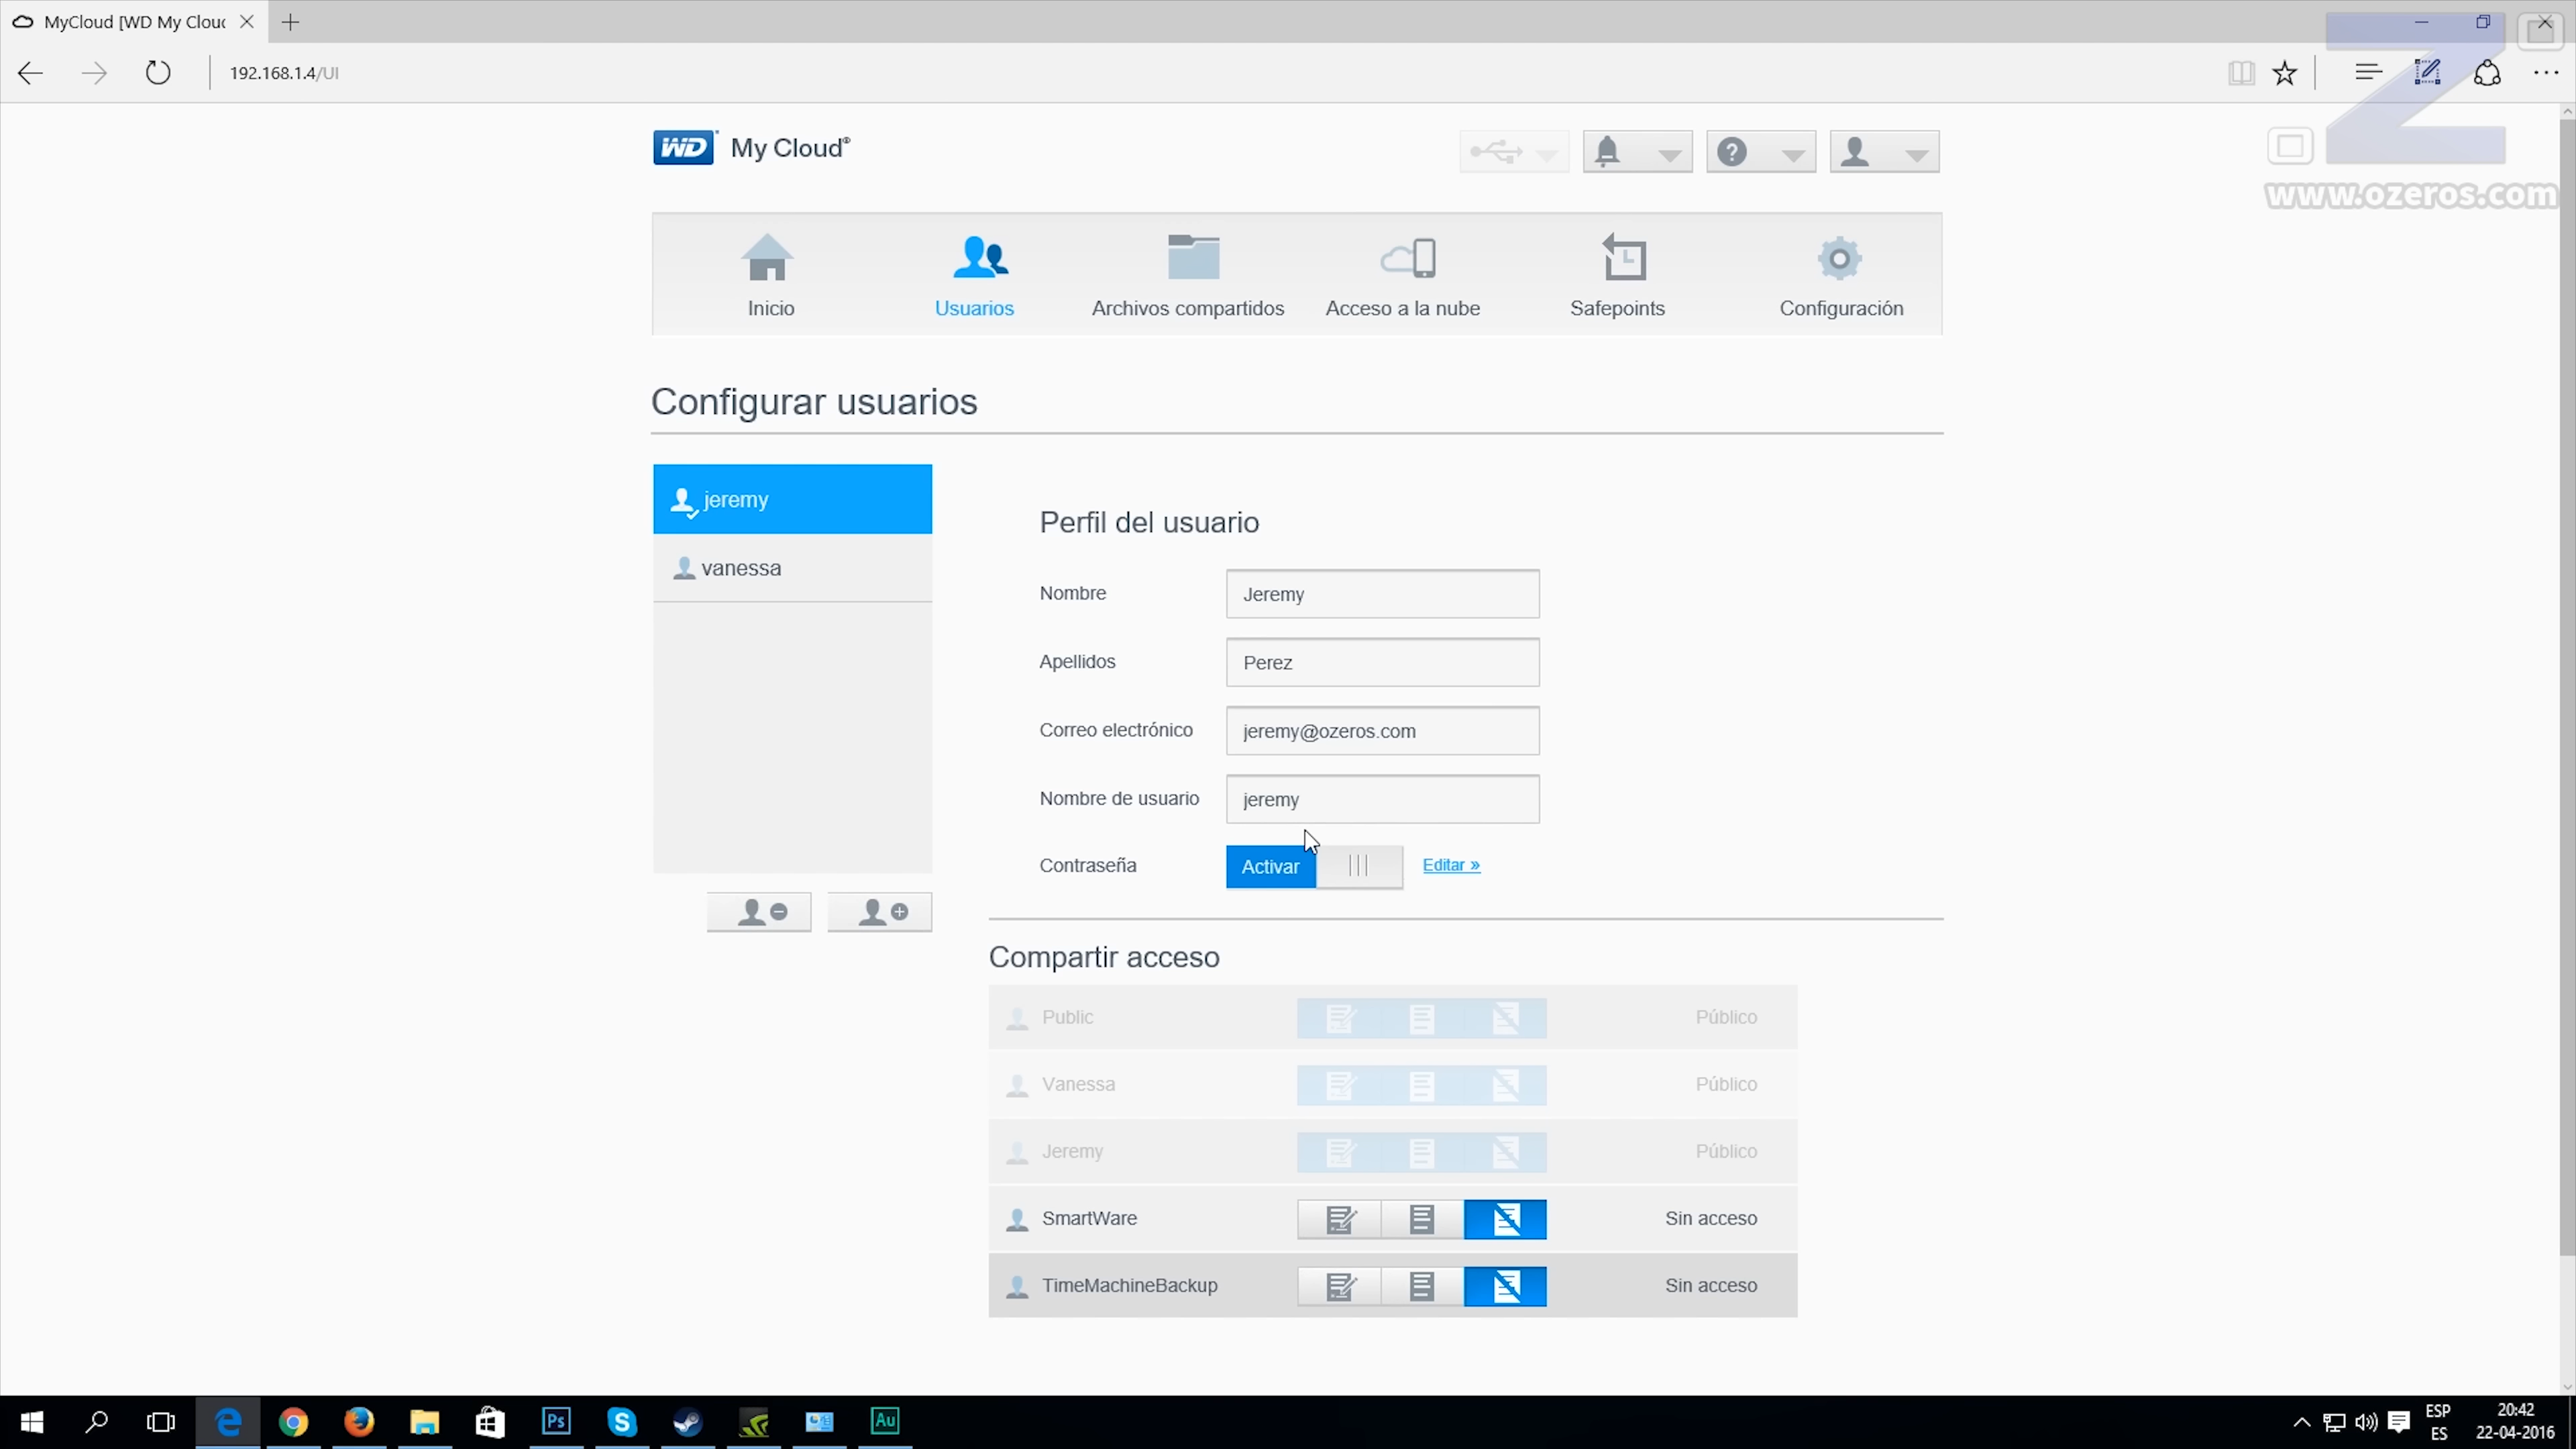 MyCloud [WD My Cloud
192.168.1.4/UI
www.ozeros.com
WD My Cloud®
Inicio
Usuarios
Archivos compartidos
Acceso a la nube
Safepoints
Configuración
Configurar usuarios
jeremy
vanessa
Perfil del usuario
Nombre Jeremy
Apellidos Perez
Correo electrónico jeremy@ozeros.com
Nombre de usuario jeremy
Contraseña Activar Editar »
Compartir acceso
Public Público
Vanessa Público
Jeremy Público
SmartWare Sin acceso
TimeMachineBackup Sin acceso
Ps
Au
ESP
ES
20:42
22-04-2016